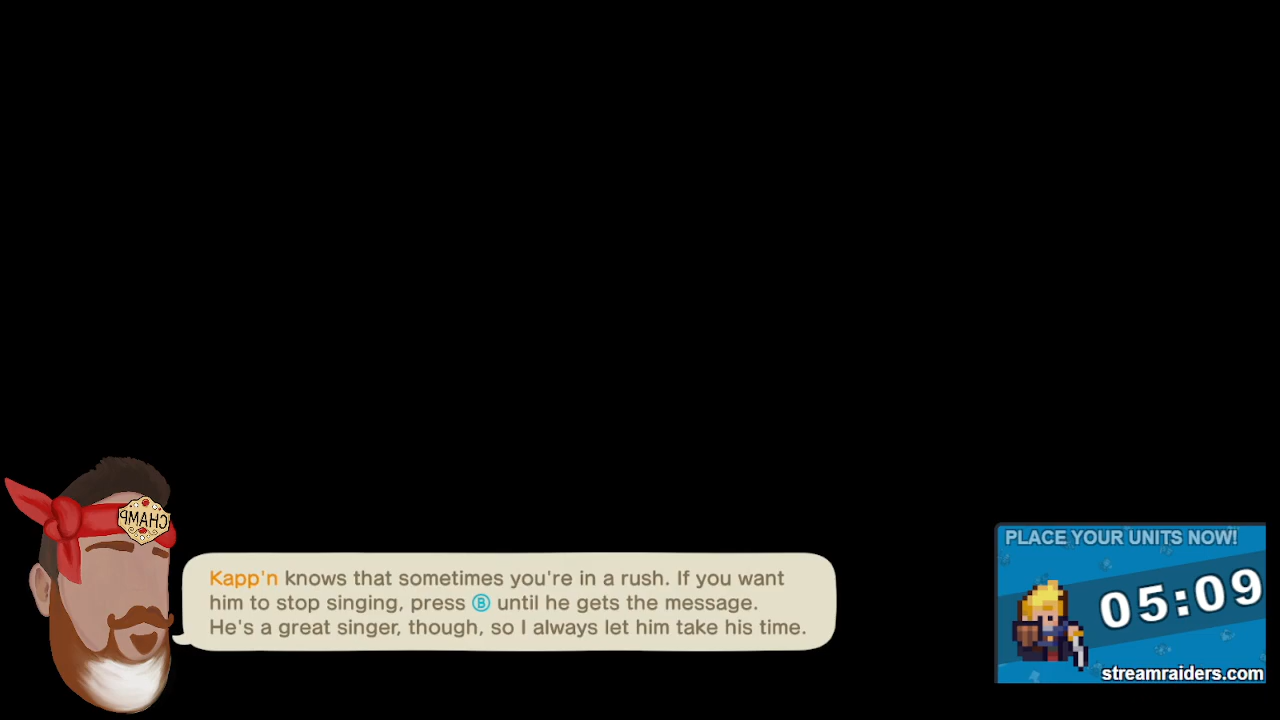 CHAMP
Kapp'n knows that sometimes you're in a rush. If you want
him to stop singing, press B until he gets the message.
He's a great singer, though, so I always let him take his time.
PLACE YOUR UNITS NOW!
05:09
streamraiders.com